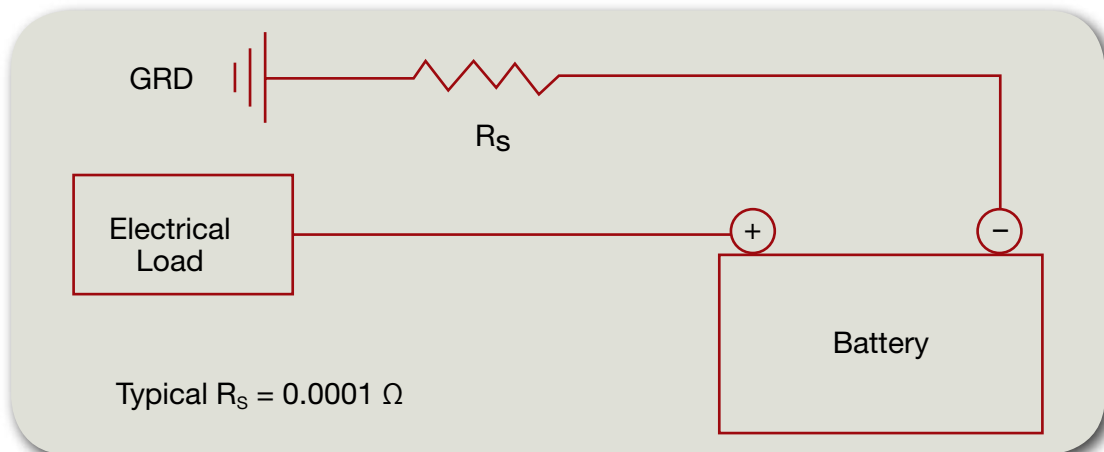 GRD
R_S
Electrical
Load
+
−
Battery
Typical R_S = 0.0001 Ω